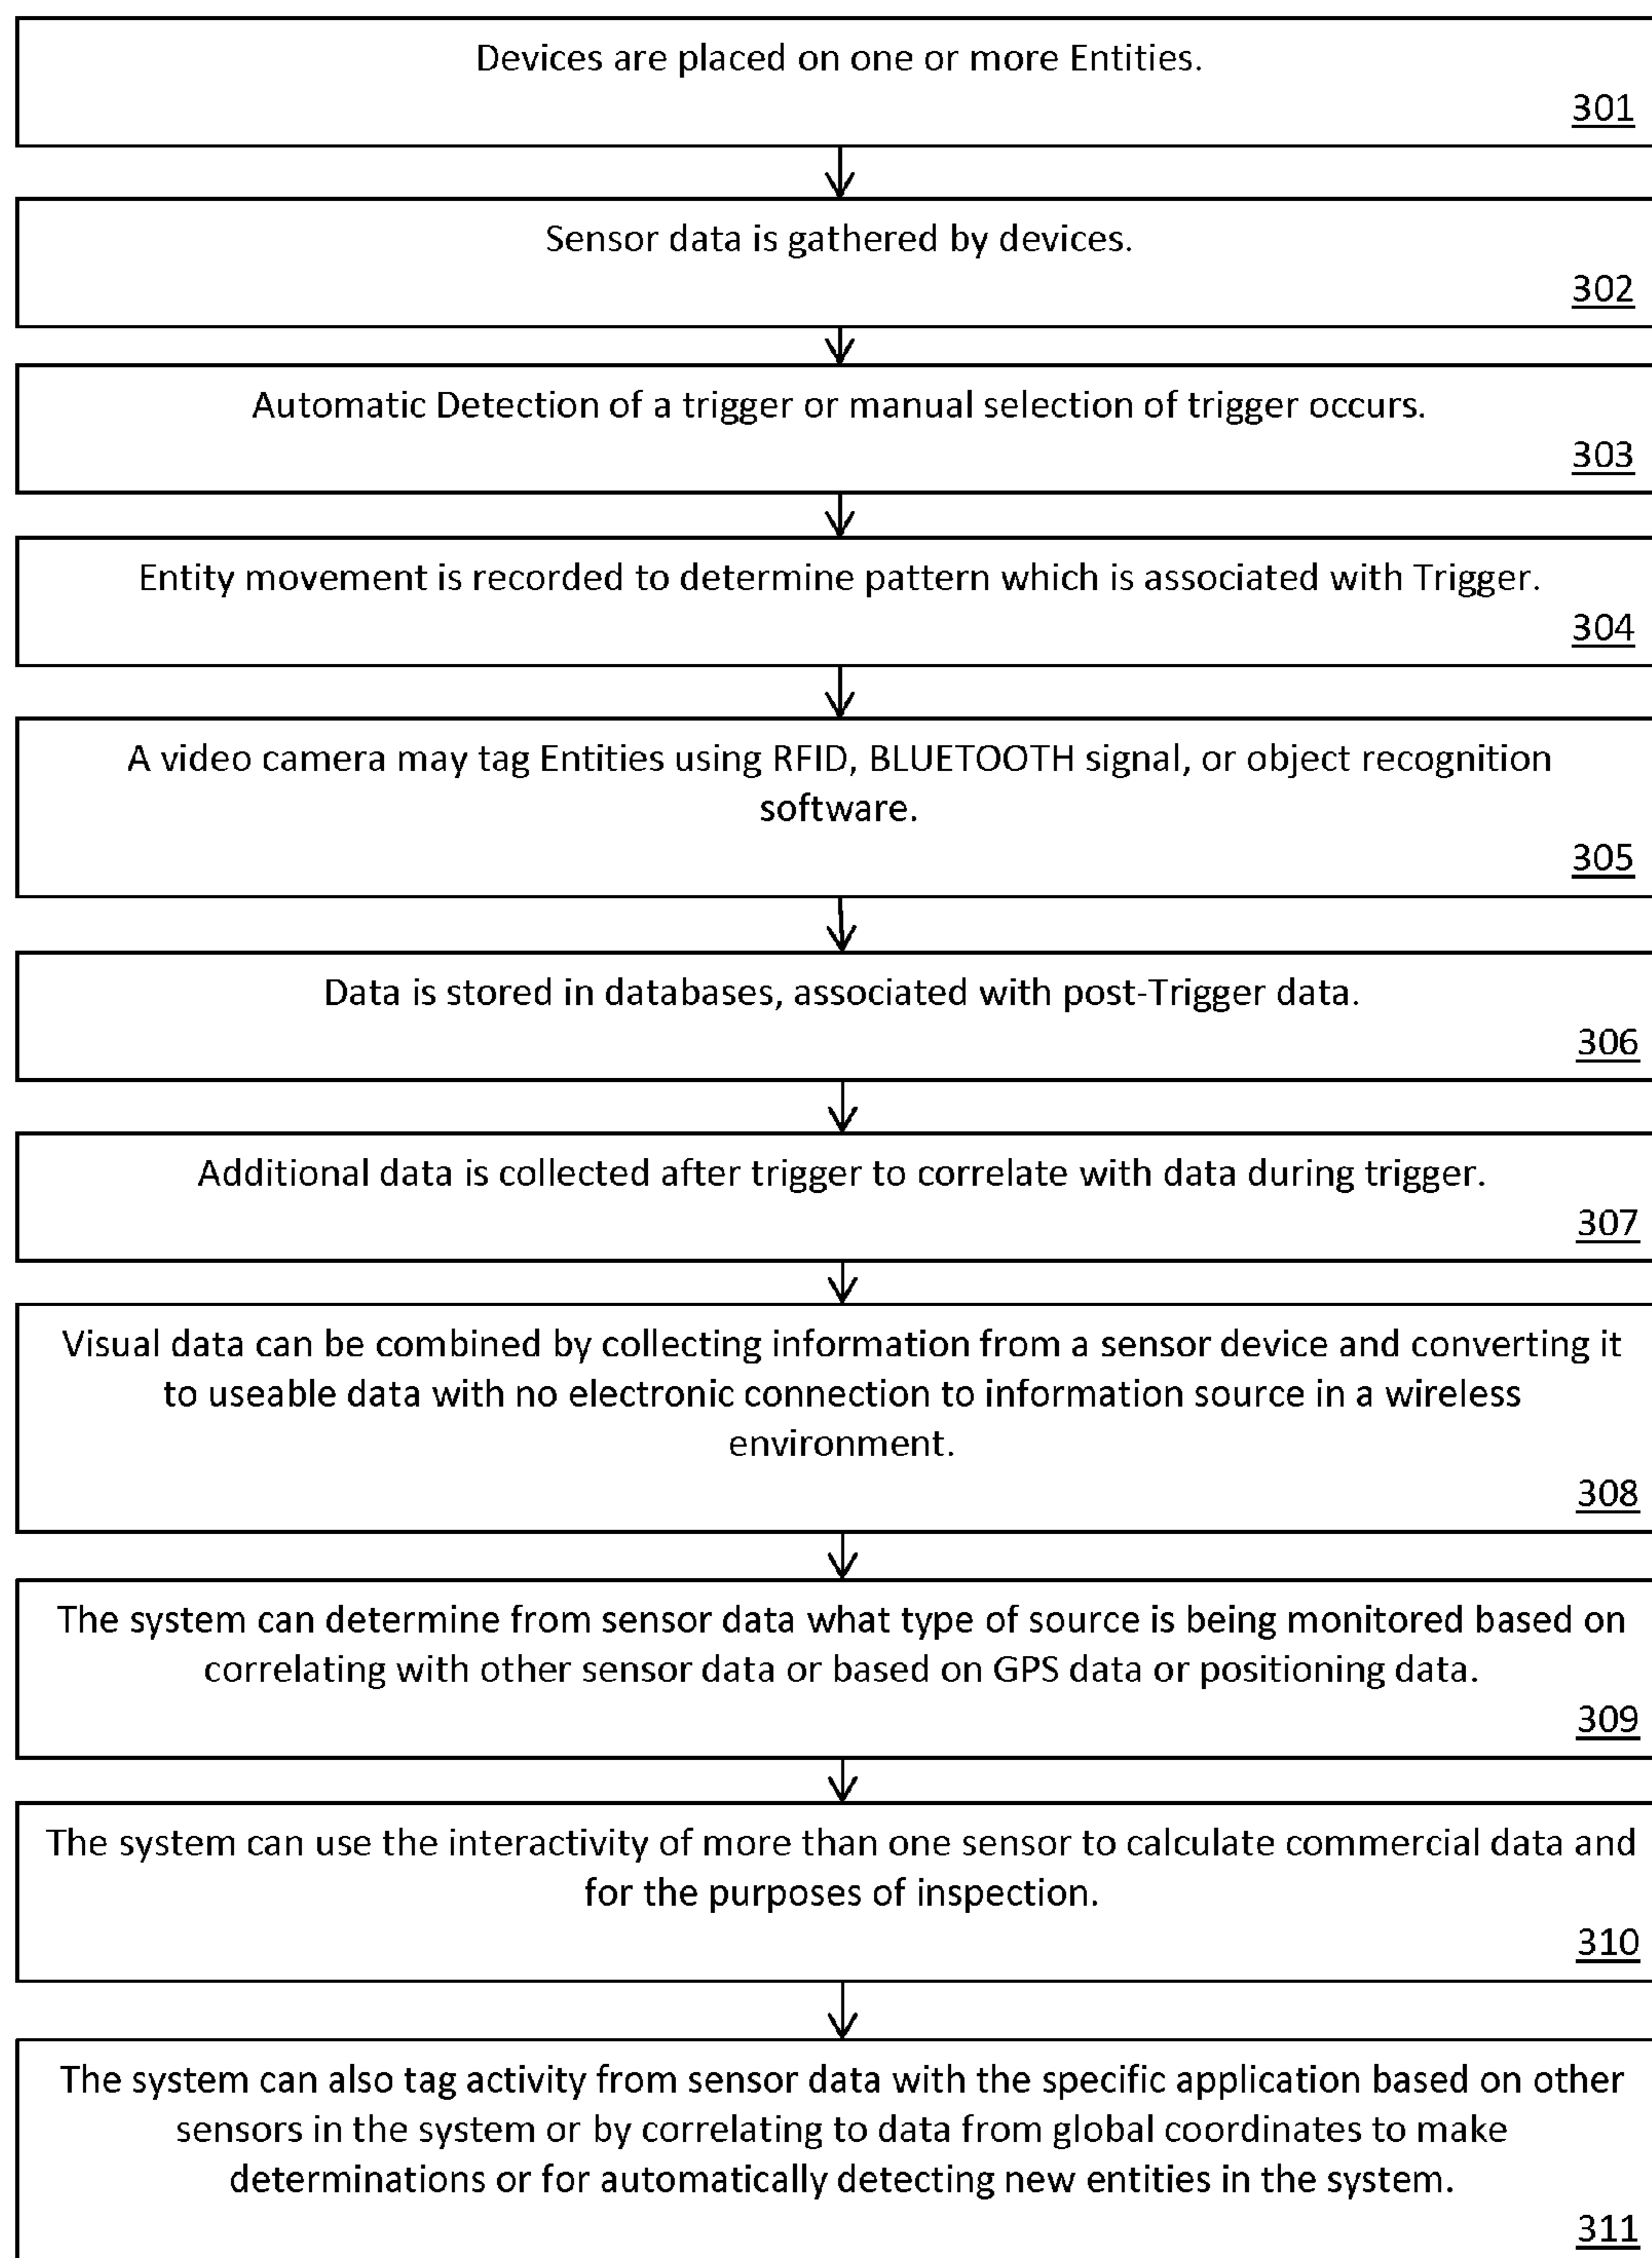 Devices are placed on one or more Entities.
301
Sensor data is gathered by devices.
302
Automatic Detection of a trigger or manual selection of trigger occurs.
303
Entity movement is recorded to determine pattern which is associated with Trigger.
304
A video camera may tag Entities using RFID, BLUETOOTH signal, or object recognition
software.
305
Data is stored in databases, associated with post-Trigger data.
306
Additional data is collected after trigger to correlate with data during trigger.
307
Visual data can be combined by collecting information from a sensor device and converting it
to useable data with no electronic connection to information source in a wireless
environment.
308
The system can determine from sensor data what type of source is being monitored based on
correlating with other sensor data or based on GPS data or positioning data.
309
The system can use the interactivity of more than one sensor to calculate commercial data and
for the purposes of inspection.
310
The system can also tag activity from sensor data with the specific application based on other
sensors in the system or by correlating to data from global coordinates to make
determinations or for automatically detecting new entities in the system.
311